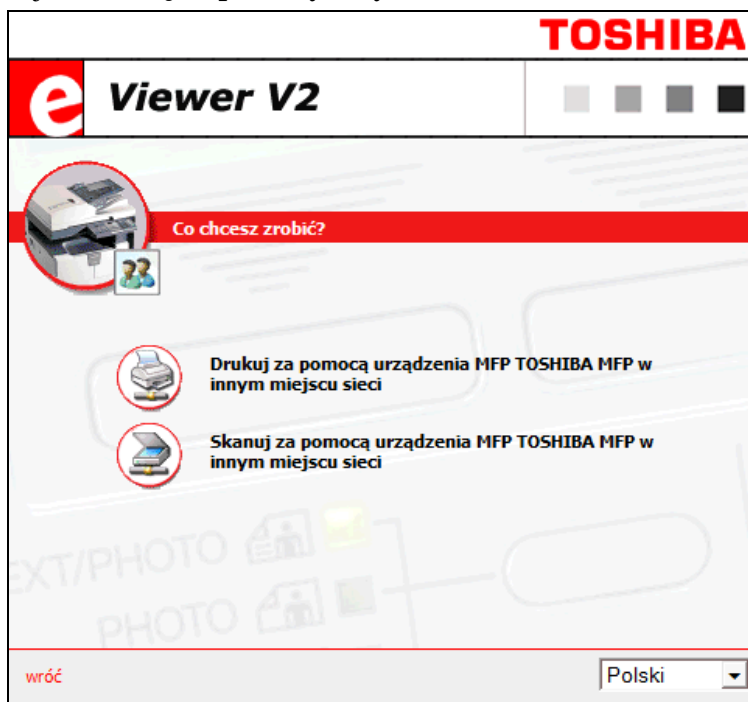 TOSHIBA
e Viewer V2
Co chcesz zrobić?
Drukuj za pomocą urządzenia MFP TOSHIBA MFP w
innym miejscu sieci
Skanuj za pomocą urządzenia MFP TOSHIBA MFP w
innym miejscu sieci
EXT/PHOTO
PHOTO
wróć
Polski